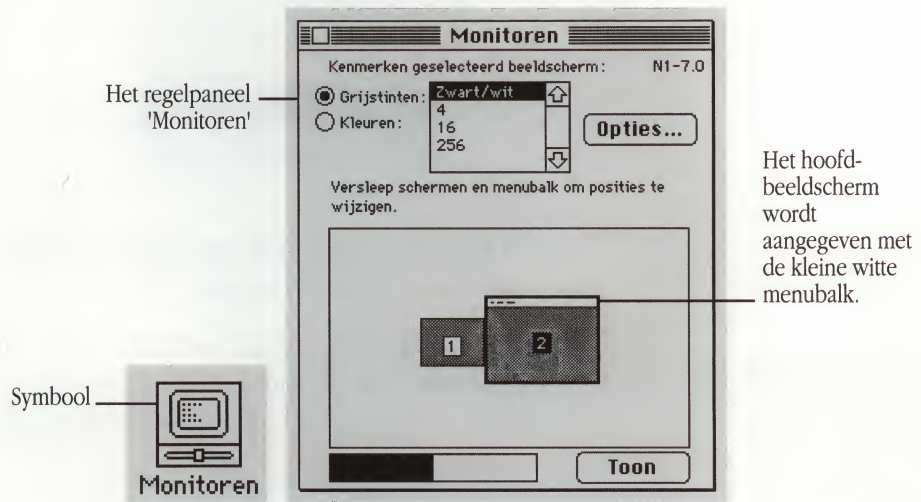 Monitoren
Kenmerken geselecteerd beeldscherm: N1-7.0
Het regelpaneel
'Monitoren'
Grijstinten:
Kleuren:
Zwart/wit
4
16
256
Opties...
Versleep schermen en menubalk om posities te
wijzigen.
Het hoofd-
beeldscherm
wordt
aangegeven met
de kleine witte
menubalk.
1
2
Symbool
Monitoren
Toon